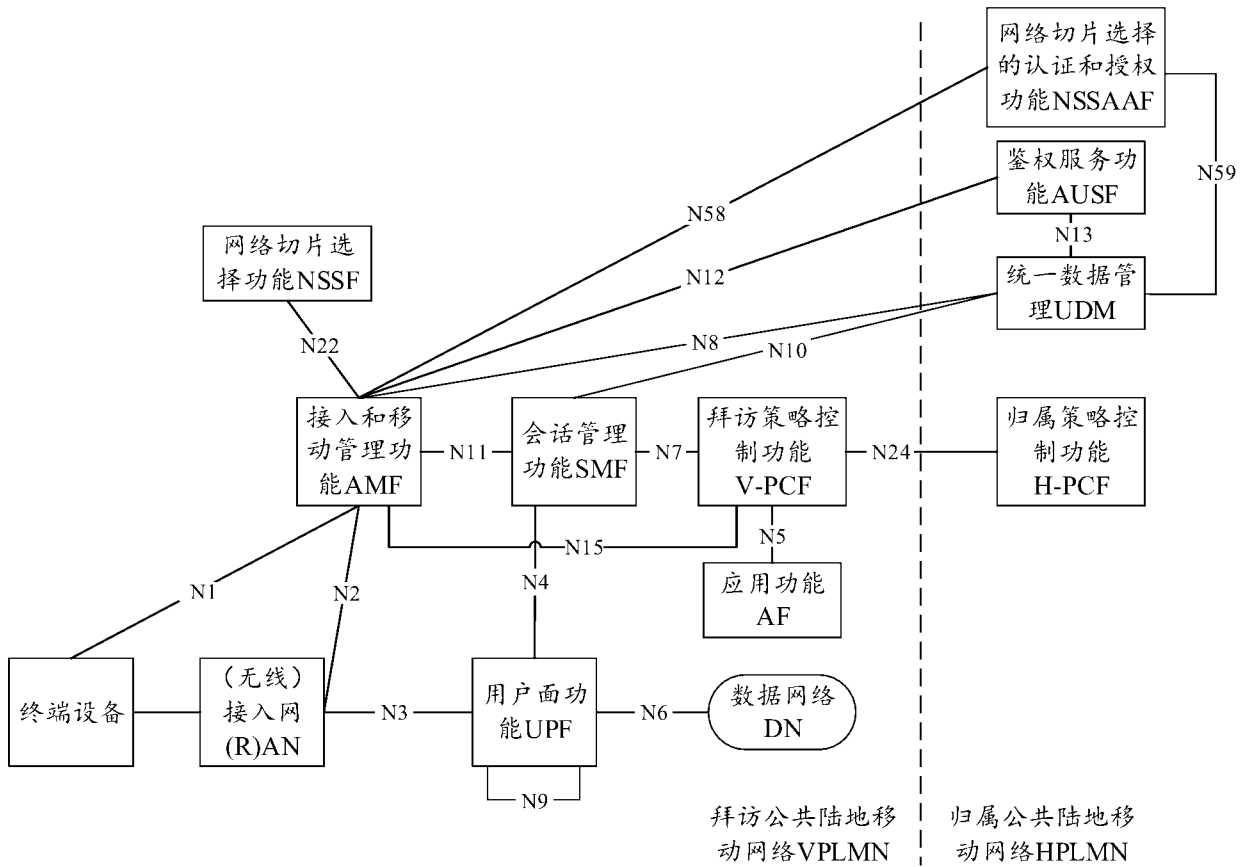 网络切片选择
的认证和授权
功能NSSAAF
N59
鉴权服务功
能AUSF
N58
N13
网络切片选
择功能NSSF
N12
统一数据管
理UDM
N22
N8
N10
接入和移
动管理功
能AMF
N11
会话管理
功能SMF
N7
拜访策略控
制功能
V-PCF
N24
归属策略控
制功能
H-PCF
N15
N5
N1
N2
N4
应用功能
AF
终端设备
（无线）
接入网
(R)AN
N3
用户面功
能UPF
N6
数据网络
DN
N9
拜访公共陆地移
动网络VPLMN
归属公共陆地移
动网络HPLMN